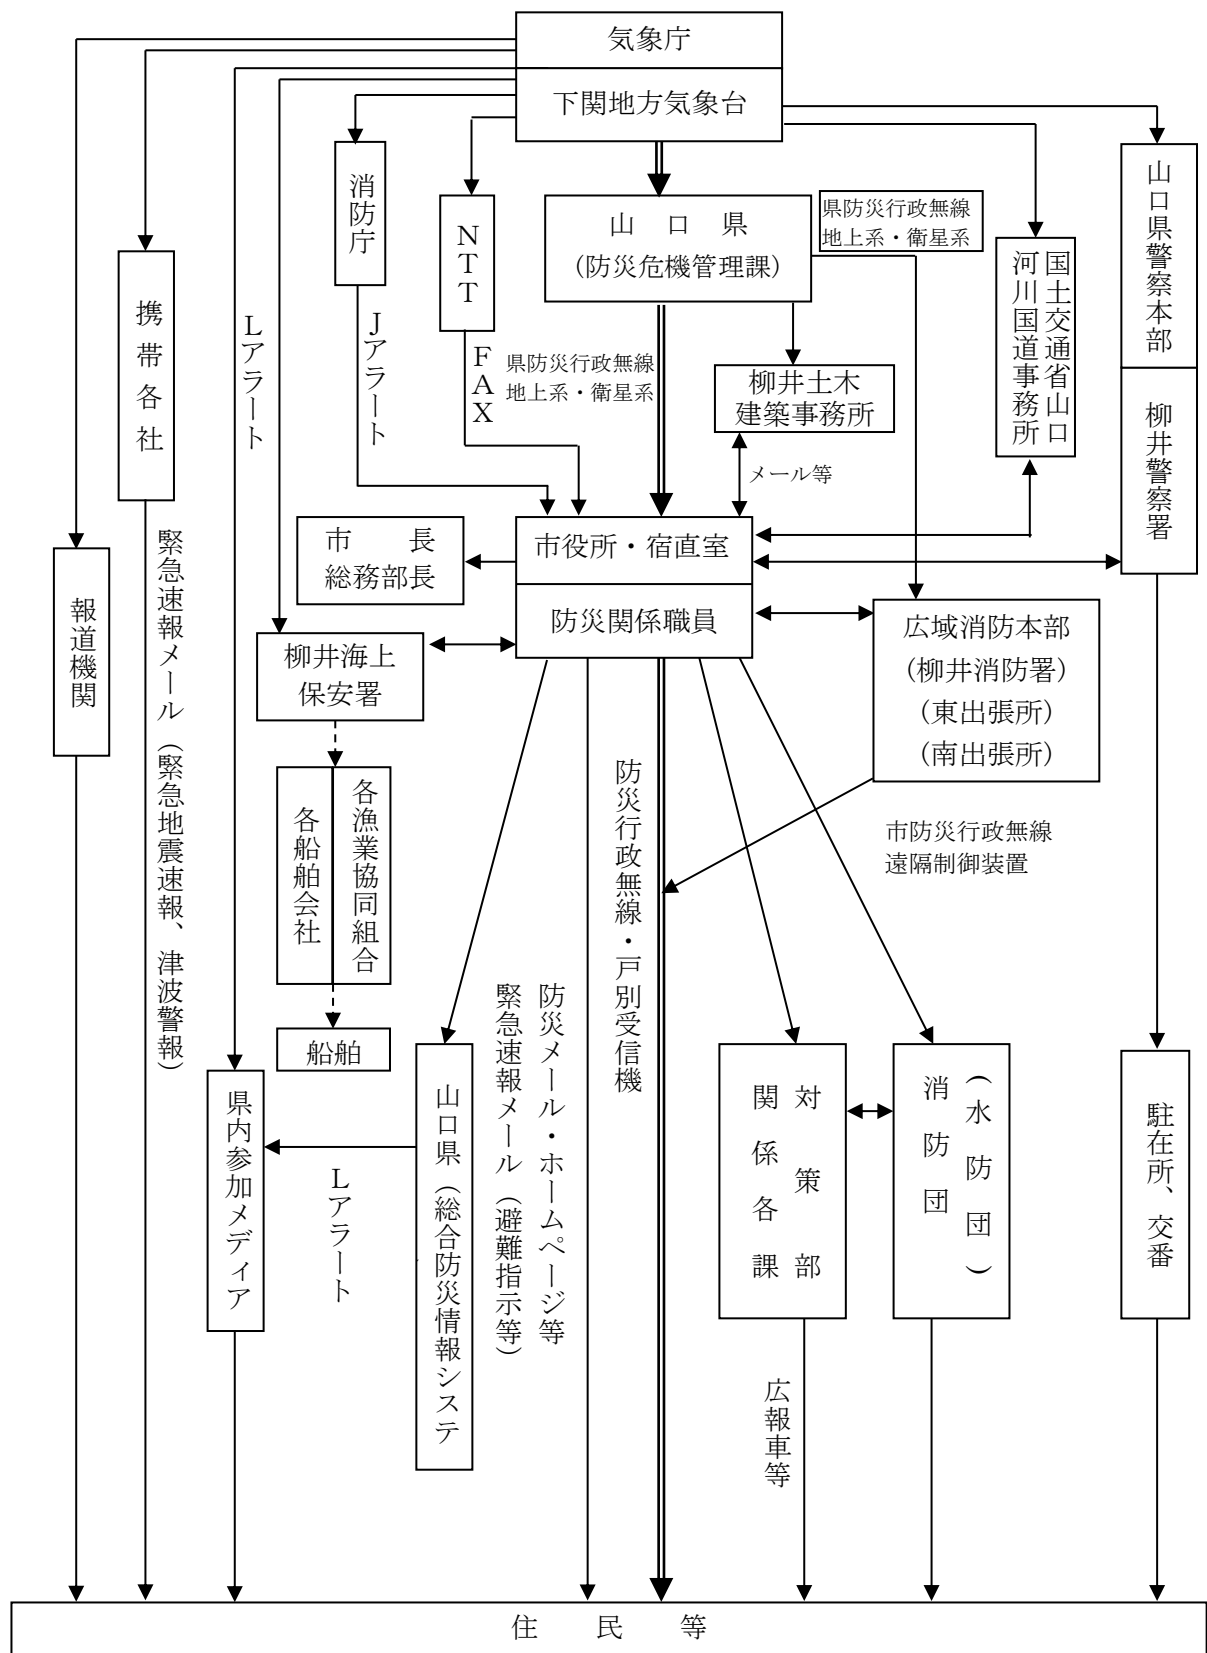 気象庁
下関地方気象台
消防庁
NTT
山口県
(防災危機管理課)
県防災行政無線
地上系・衛星系
山口県警察本部
国土交通省山口
河川国道事務所
携帯各社
Lアラート
Jアラート
FAX
県防災行政無線
地上系・衛星系
柳井土木
建築事務所
柳井警察署
メール等
市長
総務部長
市役所・宿直室
防災関係職員
報道機関
緊急速報メール(緊急地震速報、津波警報)
柳井海上
保安署
広域消防本部
(柳井消防署)
(東出張所)
(南出張所)
各漁業協同組合
各船舶会社
防災行政無線・戸別受信機
市防災行政無線
遠隔制御装置
船舶
防災メール・ホームページ等
緊急速報メール(避難指示等)
県内参加メディア
Lアラート
山口県(総合防災情報システ
対策部
関係各課
(水防団)
消防団
駐在所、交番
広報車等
住民等